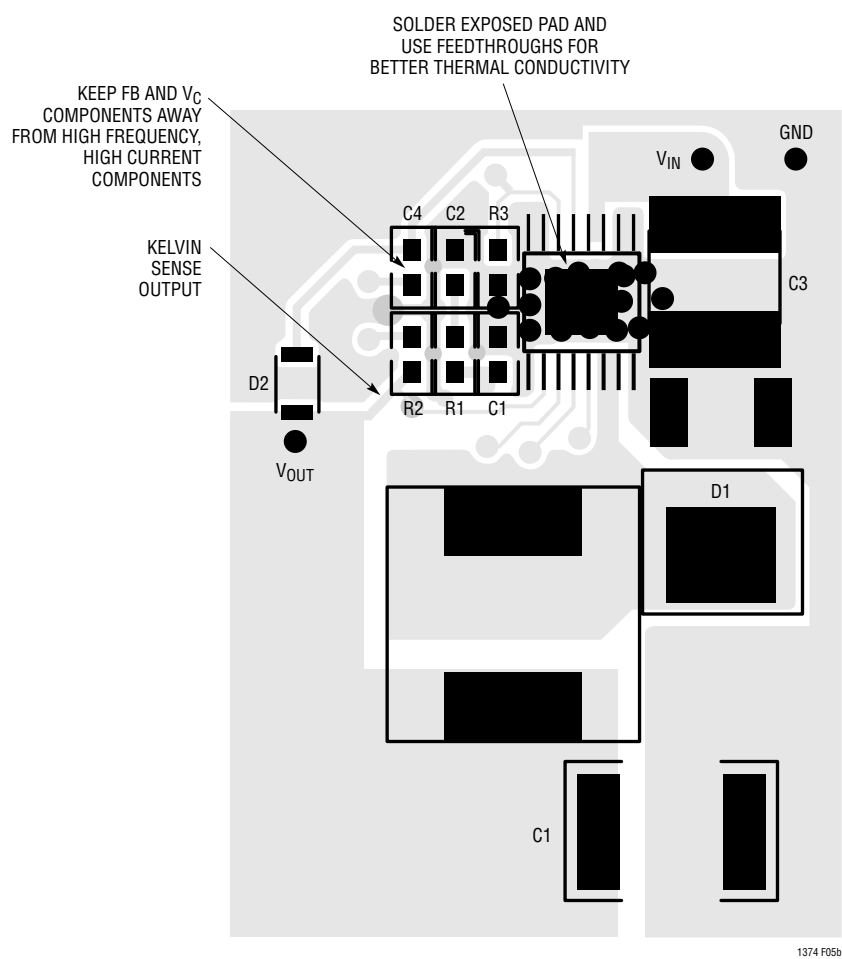 SOLDER EXPOSED PAD AND
USE FEEDTHROUGHS FOR
BETTER THERMAL CONDUCTIVITY
KEEP FB AND VC
COMPONENTS AWAY
FROM HIGH FREQUENCY,
HIGH CURRENT
COMPONENTS
GND
VIN
C4 C2 R3
KELVIN
SENSE
OUTPUT
C3
D2
R2 R1 C1
VOUT
D1
C1
1374 F05b